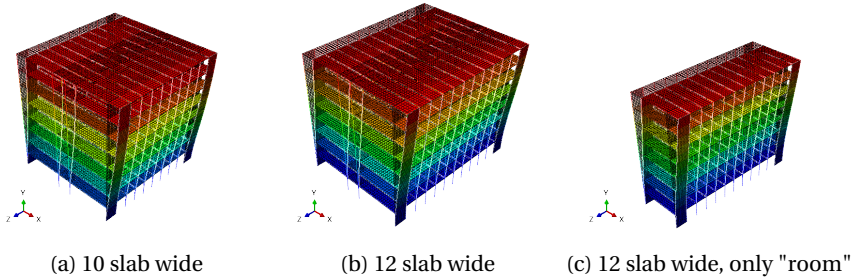 Y
Z X
Y
Z X
Y
Z X
(a) 10 slab wide
(b) 12 slab wide
(c) 12 slab wide, only "room"